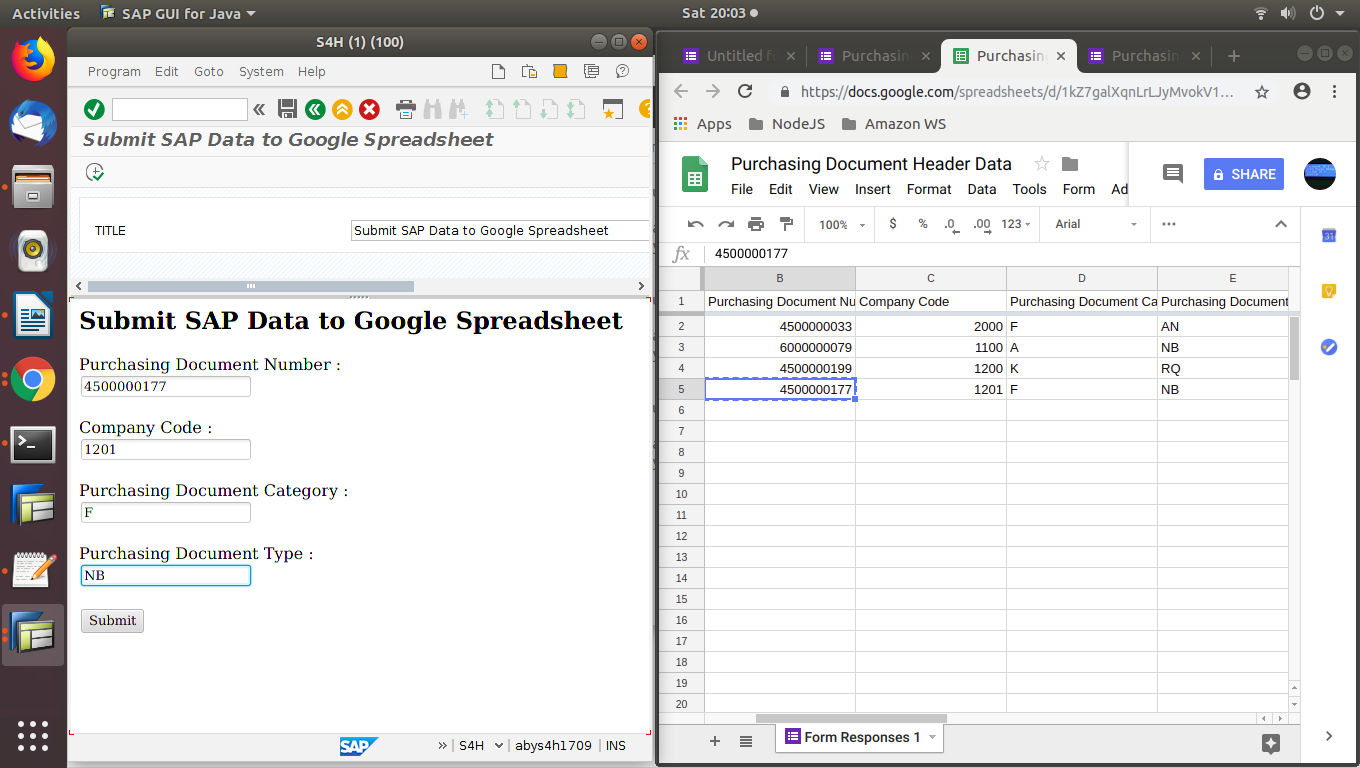 Activities SAP GUI for Java Sat 20:03
S4H (1) (100)
Program Edit Goto System Help
Submit SAP Data to Google Spreadsheet
TITLE Submit SAP Data to Google Spreadsheet
Submit SAP Data to Google Spreadsheet
Purchasing Document Number :
4500000177
Company Code :
1201
Purchasing Document Category :
F
Purchasing Document Type :
NB
Submit
SAP S4H abys4h1709 INS
Untitled f Purchasin Purchasin Purchasin
https://docs.google.com/spreadsheets/d/1kZ7galXqnLrLJyMvokV1...
Apps NodeJS Amazon WS
Purchasing Document Header Data
SHARE
File Edit View Insert Format Data Tools Form Ad
100% $ % .0 .00 123 Arial
31
fx 4500000177
B C D E
1 Purchasing Document Nu Company Code Purchasing Document Ca Purchasing Document
2 4500000033 2000 F AN
3 6000000079 1100 A NB
4 4500000199 1200 K RQ
5 4500000177 1201 F NB
6
7
8
9
10
11
12
13
14
15
16
17
18
19
20
Form Responses 1